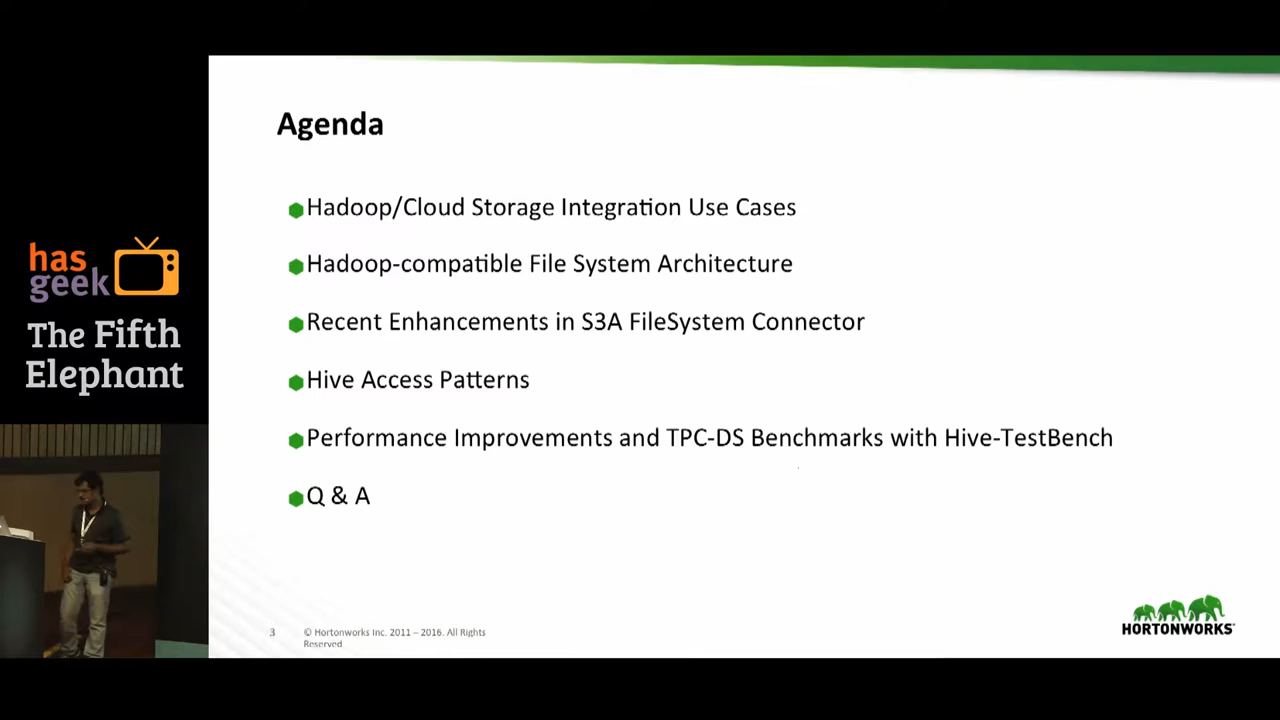 Agenda
Hadoop/Cloud Storage Integration Use Cases
Hadoop-compatible File System Architecture
Recent Enhancements in S3A FileSystem Connector
Hive Access Patterns
Performance Improvements and TPC-DS Benchmarks with Hive-TestBench
Q & A
has
geek
The Fifth
Elephant
3
© Hortonworks Inc. 2011 – 2016. All Rights
Reserved
HORTONWORKS